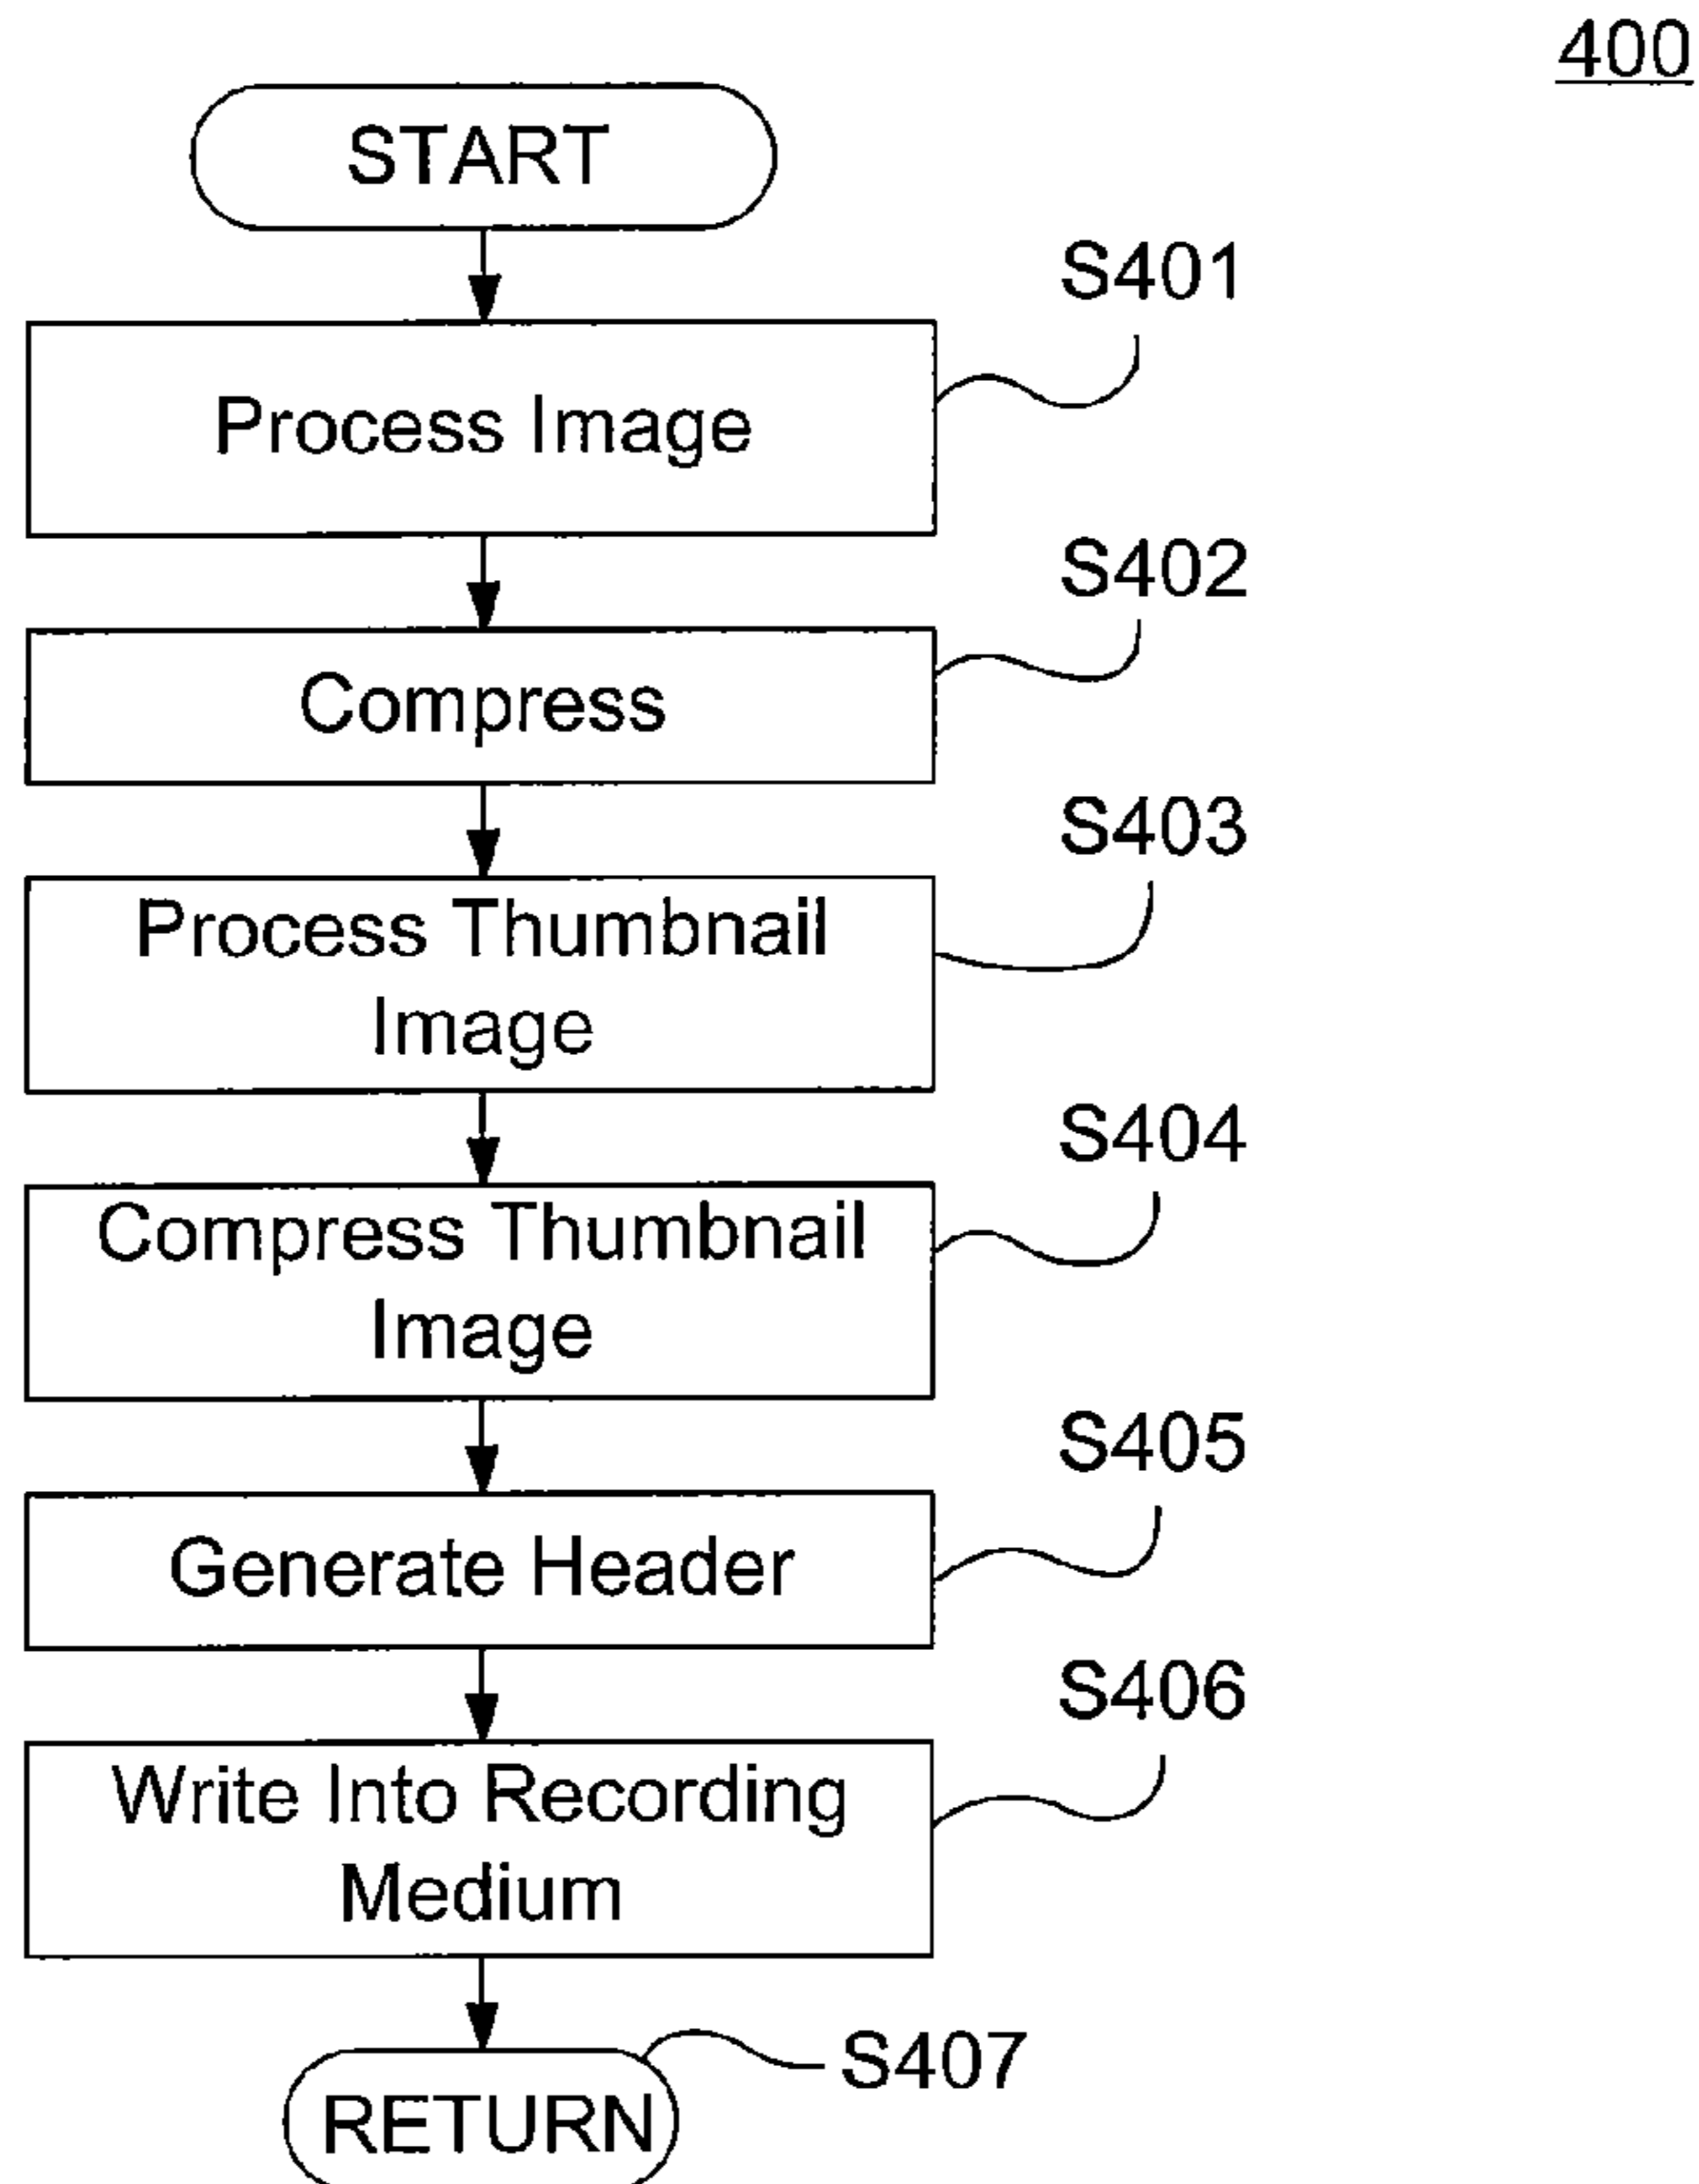 400
START
S401
Process Image
S402
Compress
S403
Process Thumbnail
Image
S404
Compress Thumbnail
Image
S405
Generate Header
S406
Write Into Recording
Medium
S407
RETURN